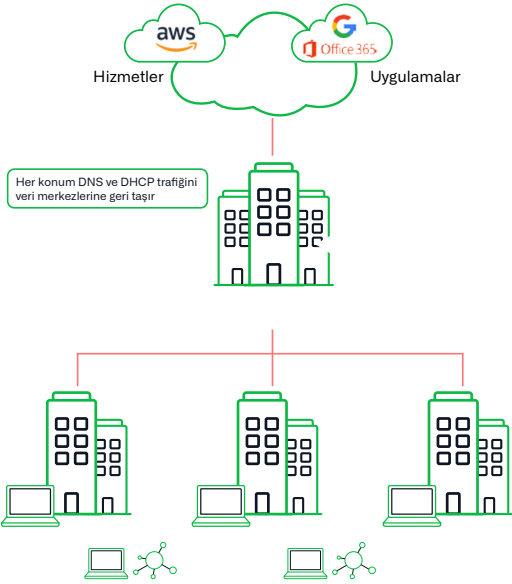 aws
G
Office 365
Hizmetler
Uygulamalar
Her konum DNS ve DHCP trafiğini
veri merkezlerine geri taşır